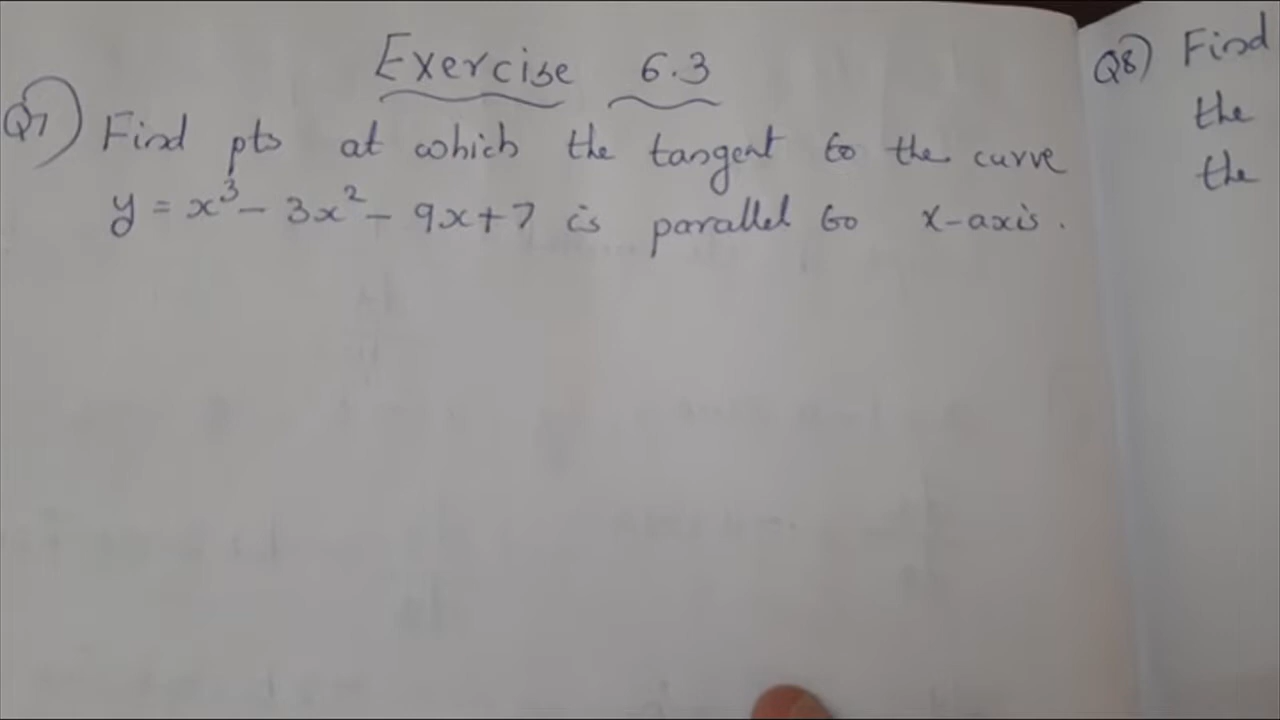 Exercise 6.3
Q7) Find pts at which the tangent to the curve
y = x³ - 3x² - 9x + 7 is parallel to x-axis.
Q8) Find
the
the